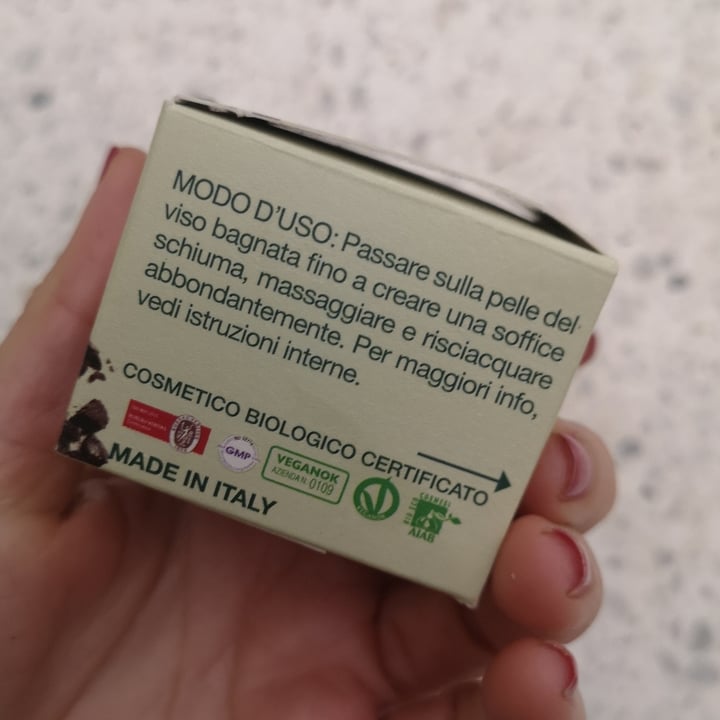 MODO D'USO: Passare sulla pelle del
viso bagnata fino a creare una soffice
schiuma, massaggiare e risciacquare
abbondantemente. Per maggiori info,
vedi istruzioni interne.
COSMETICO BIOLOGICO CERTIFICATO
GMP
VEGANOK
AZIENDA N. 0109
AIAB
MADE IN ITALY